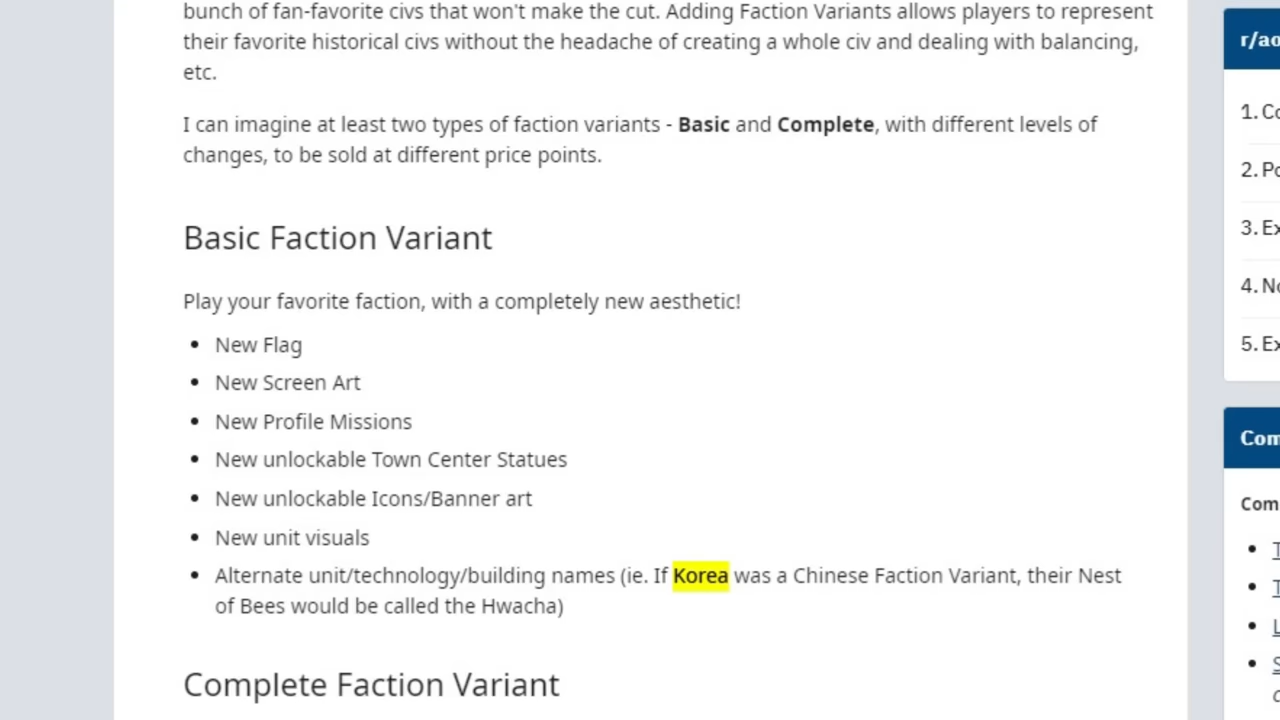 bunch of fan-favorite civs that won't make the cut. Adding Faction Variants allows players to represent
their favorite historical civs without the headache of creating a whole civ and dealing with balancing,
etc.
I can imagine at least two types of faction variants - Basic and Complete, with different levels of
changes, to be sold at different price points.
Basic Faction Variant
Play your favorite faction, with a completely new aesthetic!
• New Flag
• New Screen Art
• New Profile Missions
• New unlockable Town Center Statues
• New unlockable Icons/Banner art
• New unit visuals
• Alternate unit/technology/building names (ie. If Korea was a Chinese Faction Variant, their Nest
of Bees would be called the Hwacha)
Complete Faction Variant
r/ao
1.
2.
3.
4.
5.
Com
Com